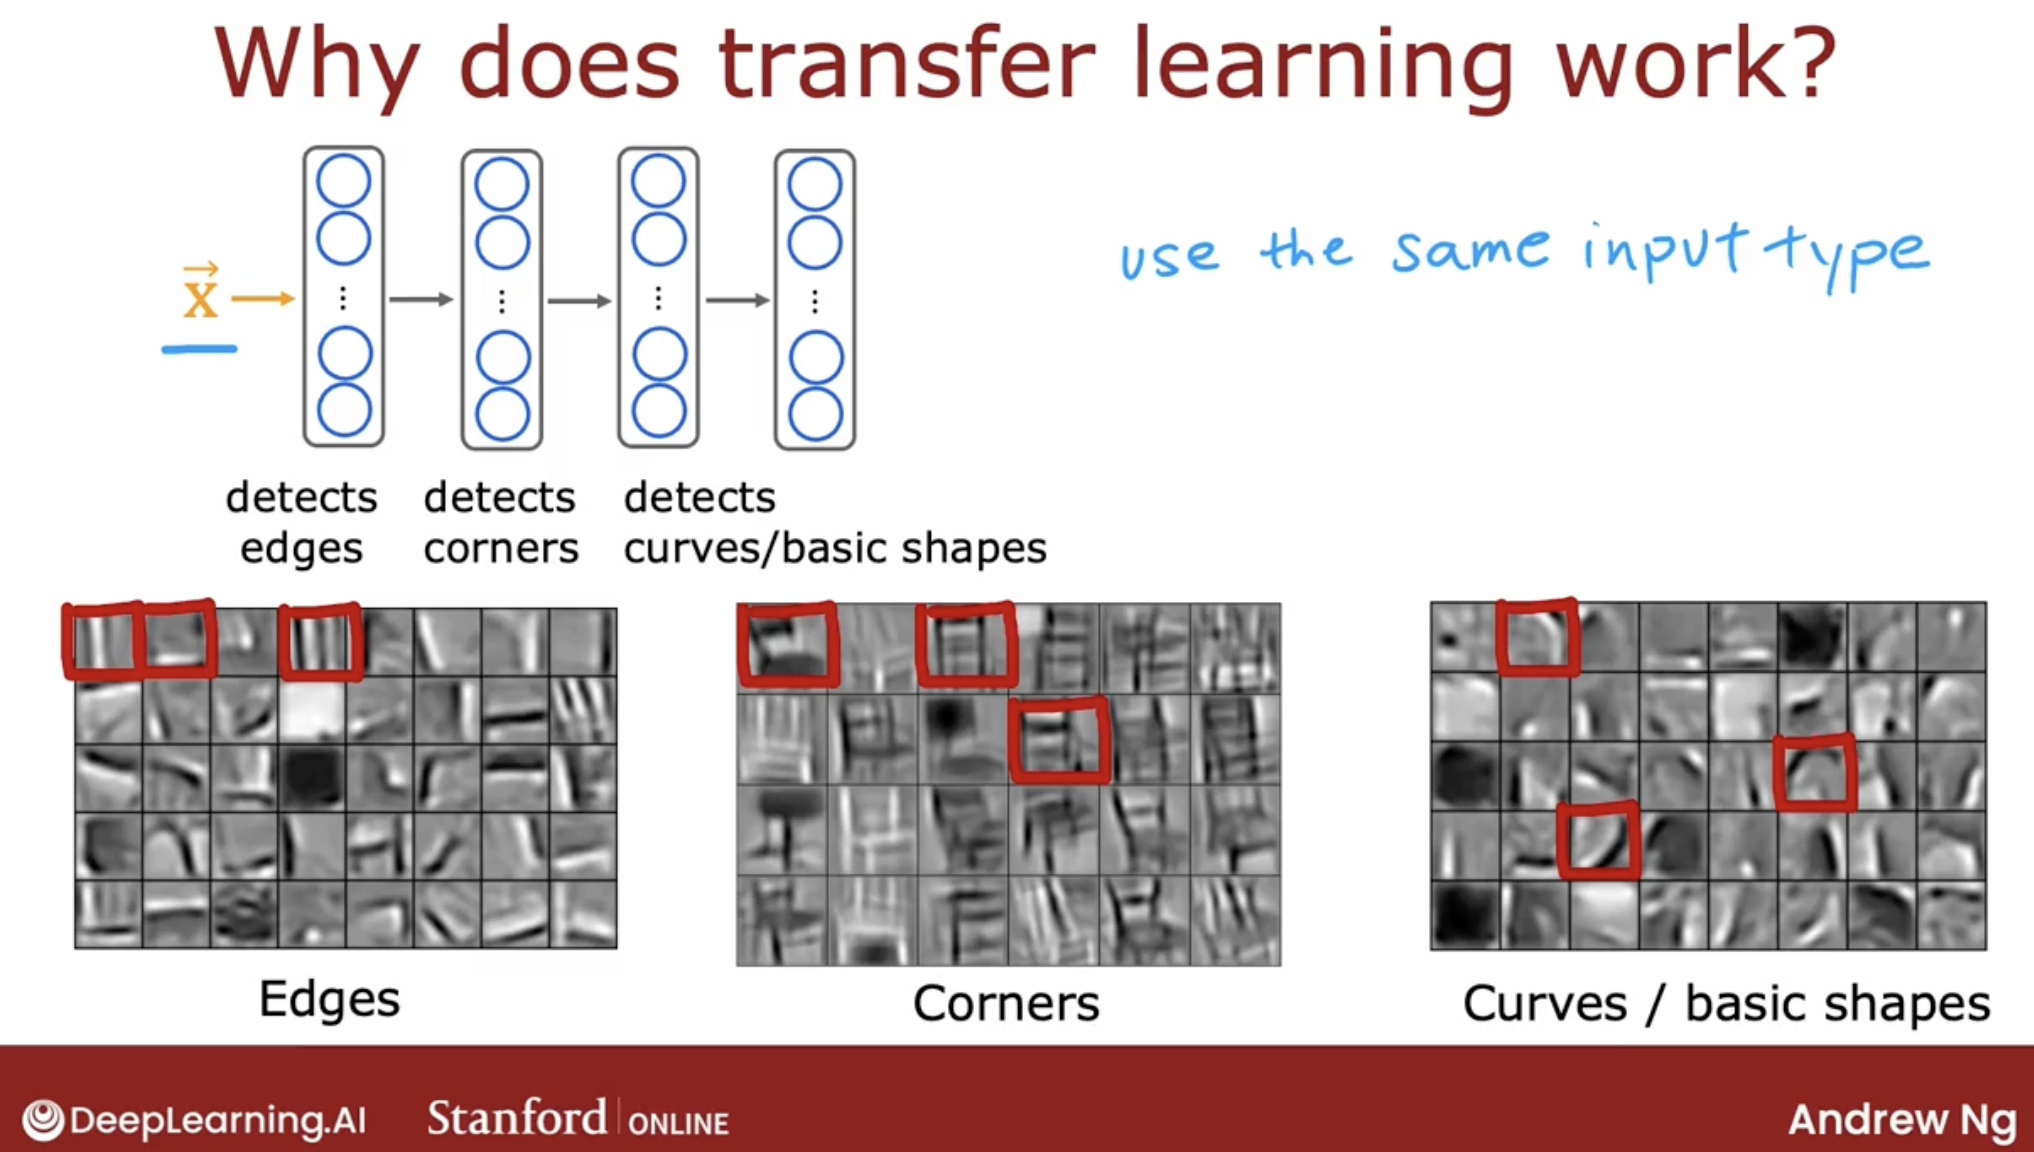 Why does transfer learning work?
x
use the same input type
detects edges
detects corners
detects curves/basic shapes
Edges
Corners
Curves / basic shapes
DeepLearning.AI
Stanford ONLINE
Andrew Ng